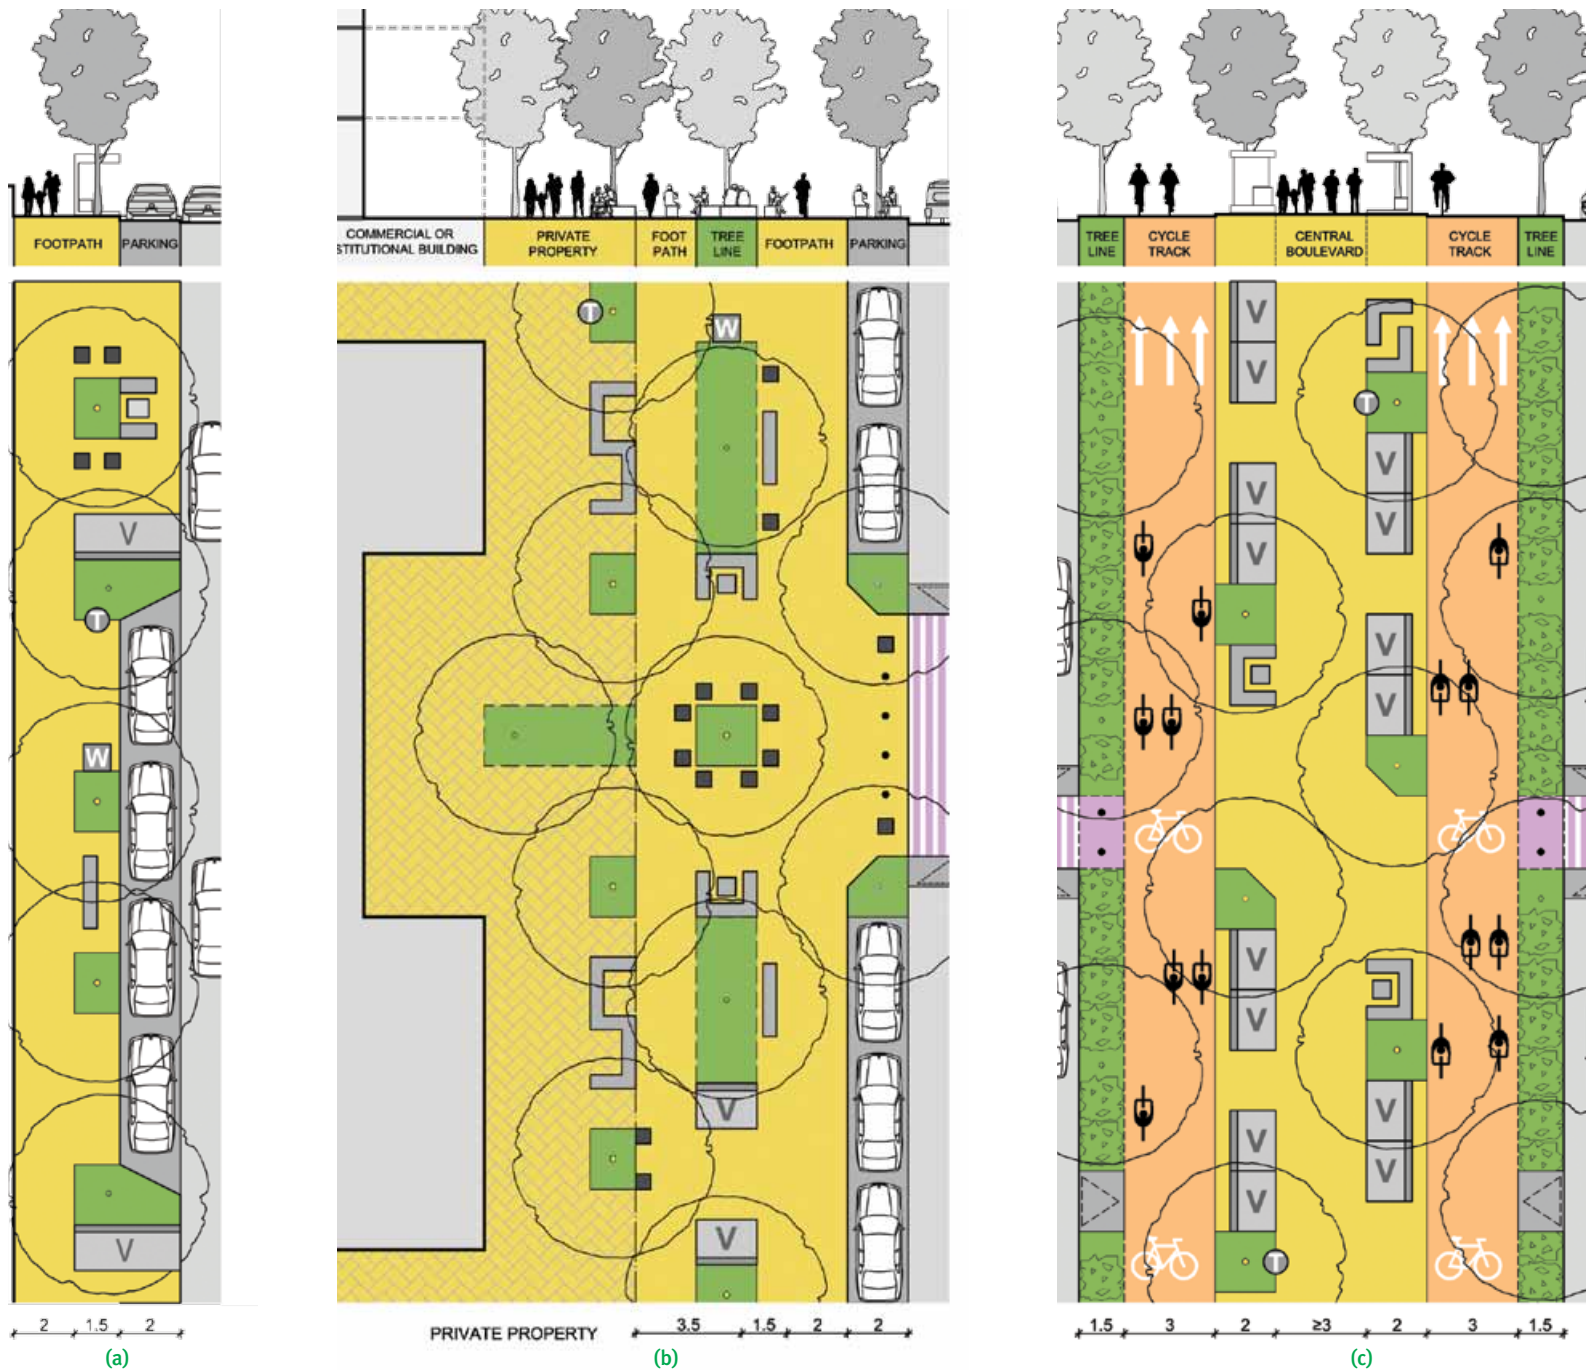 FOOTPATH PARKING
V
T
W
V
2 1.5 2
(a)
COMMERCIAL OR
STITUTIONAL BUILDING
PRIVATE
PROPERTY
FOOT
PATH
TREE
LINE
FOOTPATH
PARKING
T
W
V
V
PRIVATE PROPERTY
3.5 1.5 2 2
(b)
TREE
LINE
CYCLE
TRACK
CENTRAL
BOULEVARD
CYCLE
TRACK
TREE
LINE
V
V
T
V
V
V
V
V
V
V
V
V
V
V
V
T
1.5 3 2 ≥3 2 3 1.5
(c)